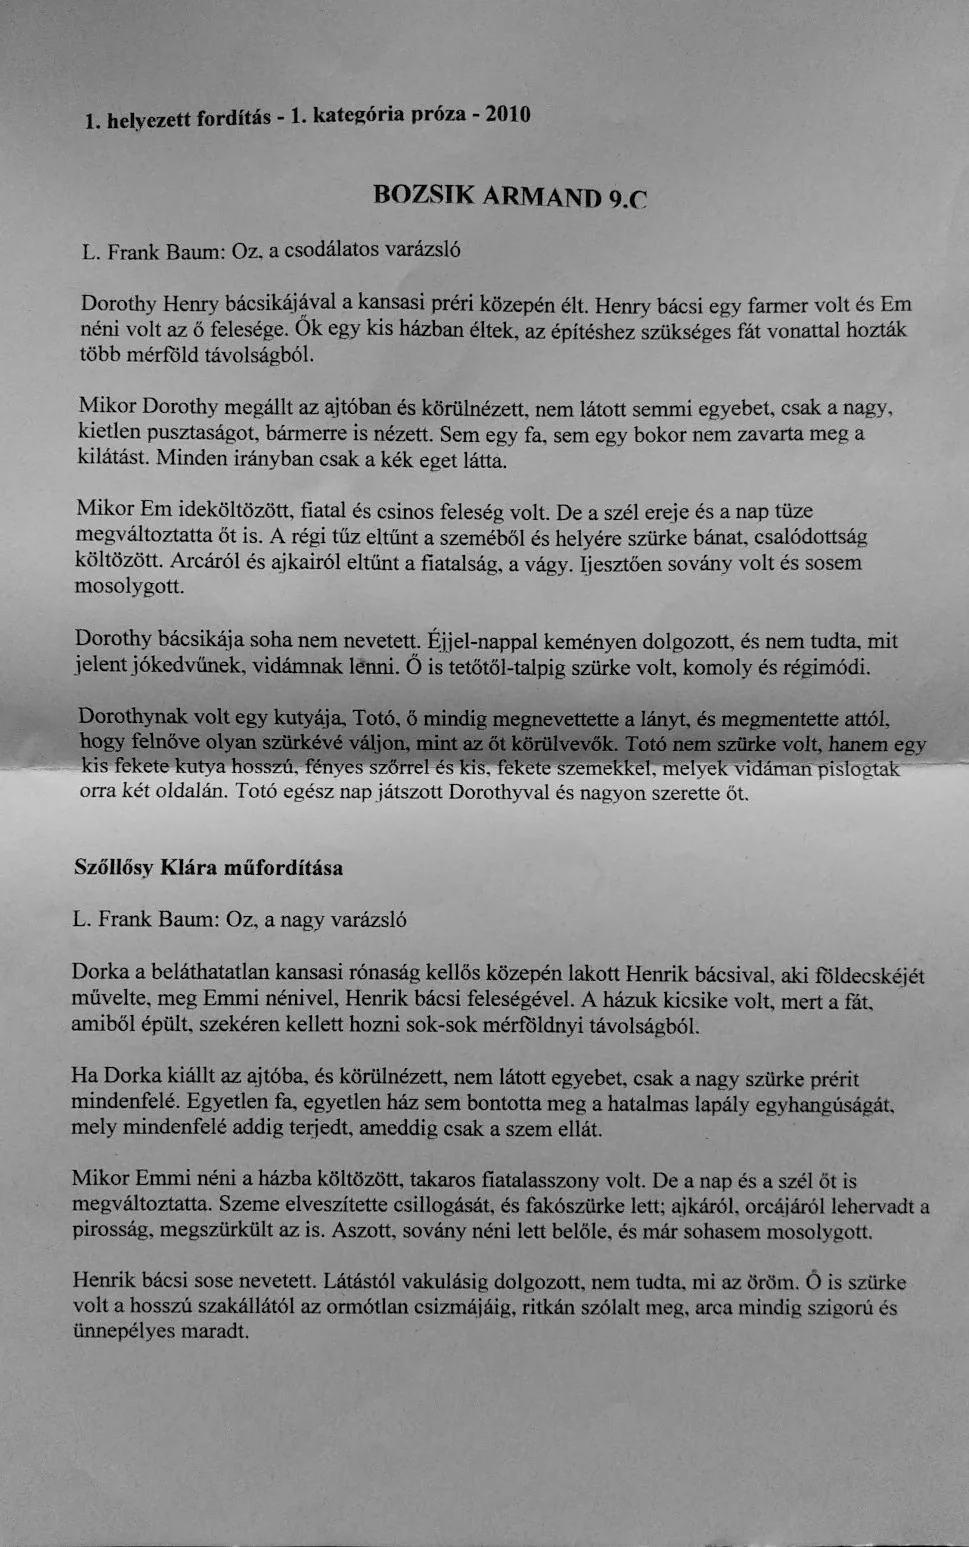 1. helyezett fordítás - 1. kategória próza - 2010
BOZSIK ARMAND 9.C
L. Frank Baum: Oz, a csodálatos varázsló
Dorothy Henry bácsikájával a kansasi préri közepén élt. Henry bácsi egy farmer volt és Em
néni volt az ő felesége. Ők egy kis házban éltek, az építéshez szükséges fát vonattal hozták
több mérföld távolságból.
Mikor Dorothy megállt az ajtóban és körülnézett, nem látott semmi egyebet, csak a nagy,
kietlen pusztaságot, bármerre is nézett. Sem egy fa, sem egy bokor nem zavarta meg a
kilátást. Minden irányban csak a kék eget látta.
Mikor Em ideköltözött, fiatal és csinos feleség volt. De a szél ereje és a nap tüze
megváltoztatta őt is. A régi tűz eltűnt a szeméből és helyére szürke bánat, csalódottság
költözött. Arcáról és ajkairól eltűnt a fiatalság, a vágy. Ijesztően sovány volt és sosem
mosolygott.
Dorothy bácsikája soha nem nevetett. Éjjel-nappal keményen dolgozott, és nem tudta, mit
jelent jókedvűnek, vidámnak lenni. Ő is tetőtől-talpig szürke volt, komoly és régimódi.
Dorothynak volt egy kutyája, Totó, ő mindig megnevettette a lányt, és megmentette attól,
hogy felnőve olyan szürkévé váljon, mint az őt körülvevők. Totó nem szürke volt, hanem egy
kis fekete kutya hosszú, fényes szőrrel és kis, fekete szemekkel, melyek vidáman pislogtak
orra két oldalán. Totó egész nap játszott Dorothyval és nagyon szerette őt.
Szőllősy Klára műfordítása
L. Frank Baum: Oz, a nagy varázsló
Dorka a beláthatatlan kansasi rónaság kellős közepén lakott Henrik bácsival, aki földecskéjét
művelte, meg Emmi nénivel, Henrik bácsi feleségével. A házuk kicsike volt, mert a fát,
amiből épült, szekéren kellett hozni sok-sok mérföldnyi távolságból.
Ha Dorka kiállt az ajtóba, és körülnézett, nem látott egyebet, csak a nagy szürke prérit
mindenfelé. Egyetlen fa, egyetlen ház sem bontotta meg a hatalmas lapály egyhangúságát,
mely mindenfelé addig terjedt, ameddig csak a szem ellát.
Mikor Emmi néni a házba költözött, takaros fiatalasszony volt. De a nap és a szél őt is
megváltoztatta. Szeme elveszítette csillogását, és fakószürke lett; ajkáról, orcájáról lehervadt a
pirosság, megszürkült az is. Aszott, sovány néni lett belőle, és már sohasem mosolygott.
Henrik bácsi sose nevetett. Látástól vakulásig dolgozott, nem tudta, mi az öröm. Ő is szürke
volt a hosszú szakállától az ormótlan csizmájáig, ritkán szólalt meg, arca mindig szigorú és
ünnepélyes maradt.